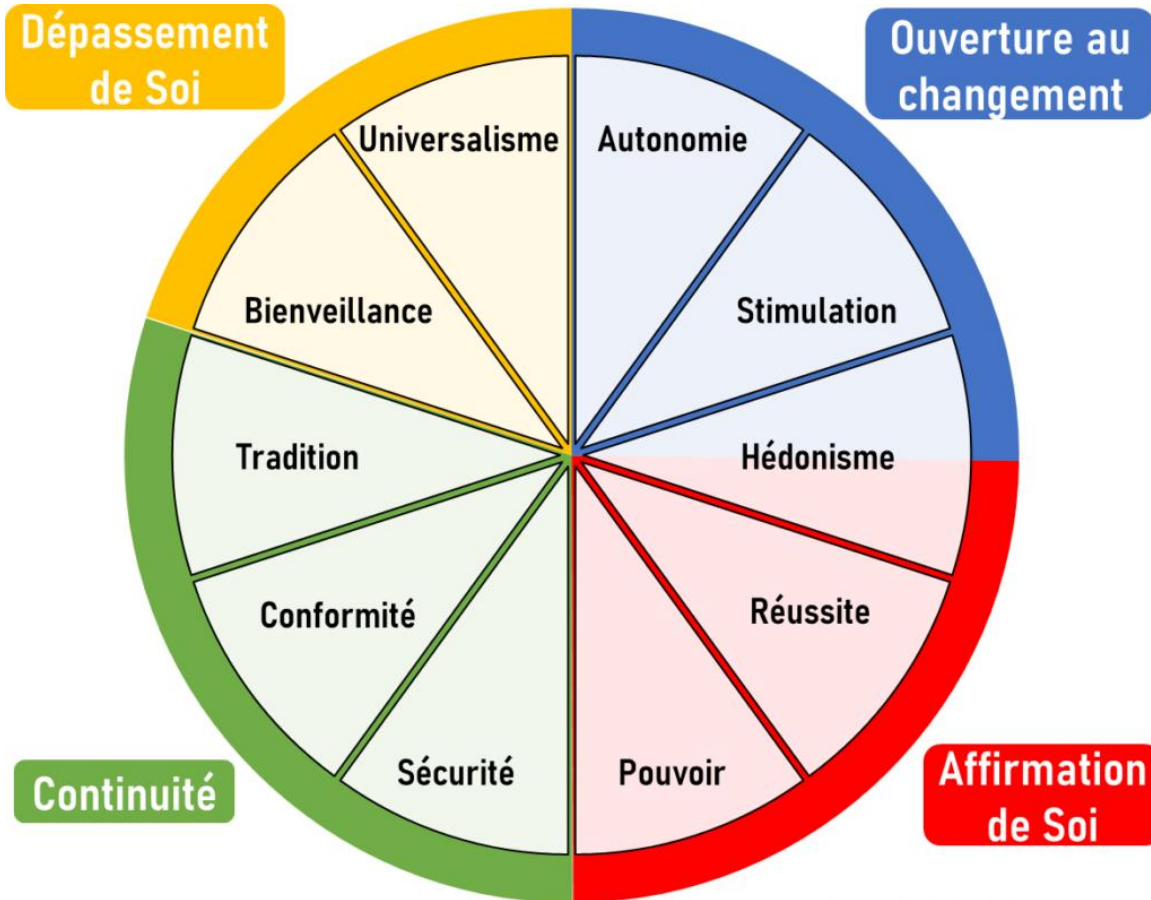 Dépassement
de Soi
Ouverture au
changement
Universalisme
Autonomie
Bienveillance
Stimulation
Tradition
Hédonisme
Conformité
Réussite
Sécurité
Pouvoir
Continuité
Affirmation
de Soi